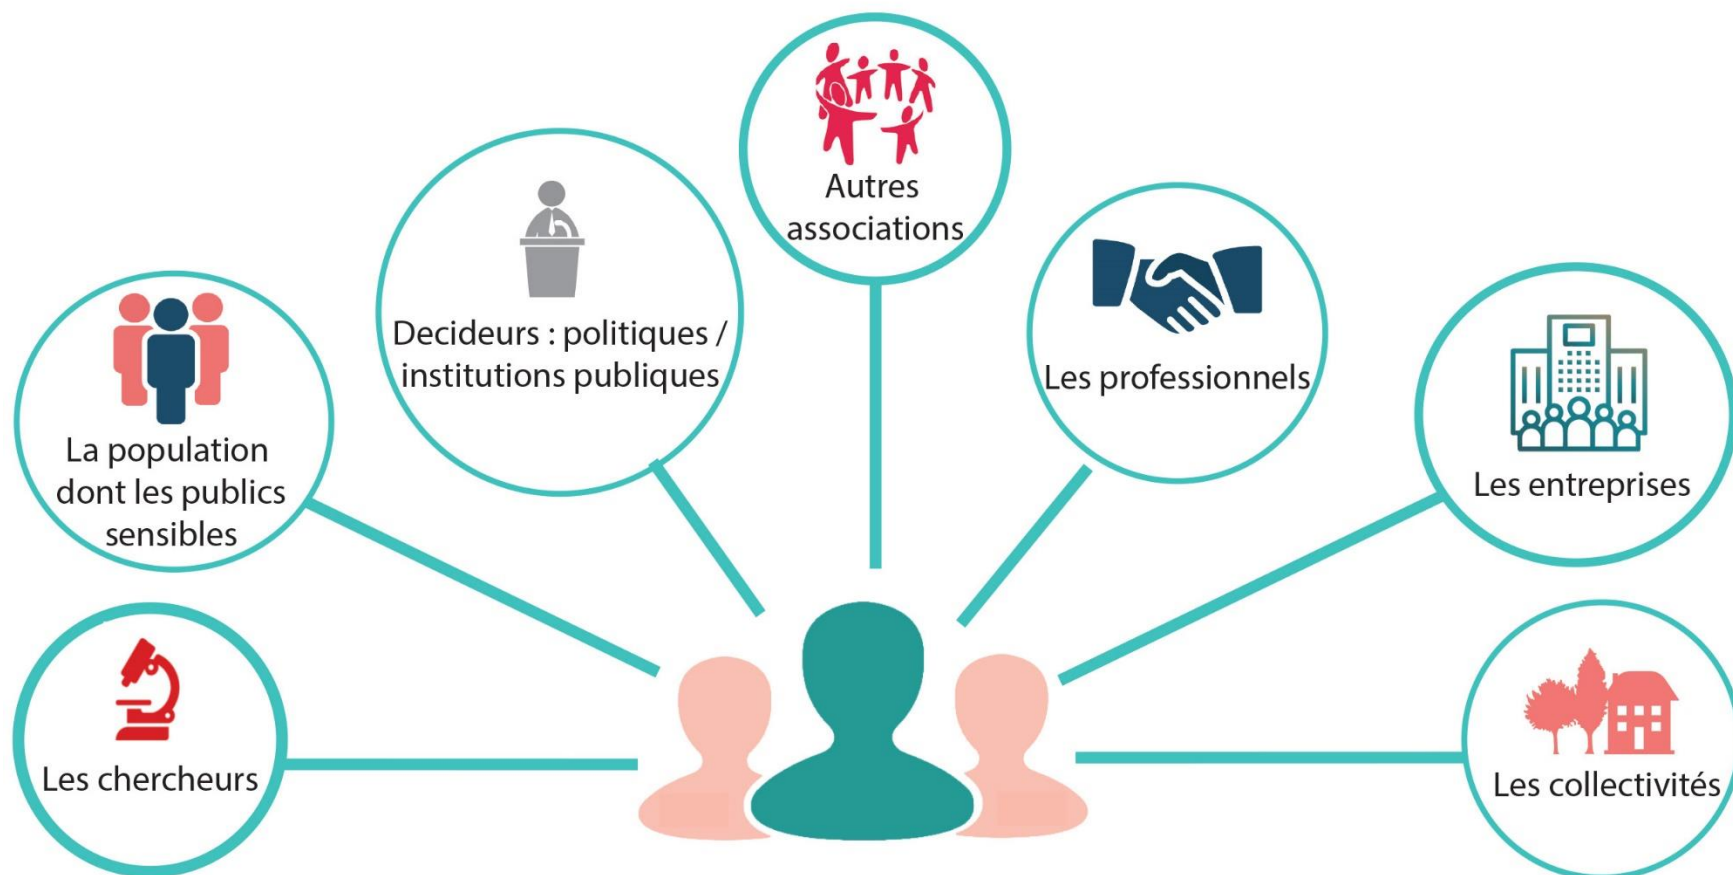 Autres
associations
Decideurs : politiques /
institutions publiques
Les professionnels
La population
dont les publics
sensibles
Les entreprises
Les chercheurs
Les collectivités